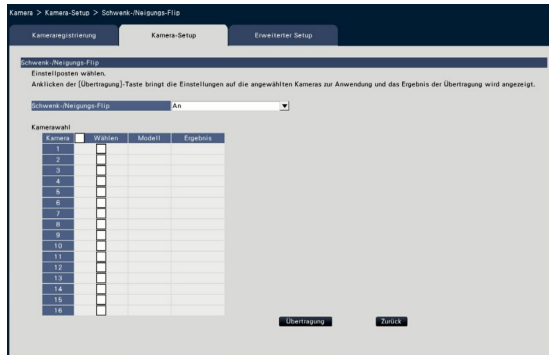 Kamera > Kamera-Setup > Schwenk-/Neigungs-Flip
Kameraregistrierung Kamera-Setup Erweiterter Setup
Schwenk-/Neigungs-Flip
Einstellposten wählen.
Anklicken der [Übertragung]-Taste bringt die Einstellungen auf die angewählten Kameras zur Anwendung und das Ergebnis der Übertragung wird angezeigt.
Schwenk-/Neigungs-Flip An
Kamerawahl
Kamera Wählen Modell Ergebnis
1
2
3
4
5
6
7
8
9
10
11
12
13
14
15
16
Übertragung Zurück